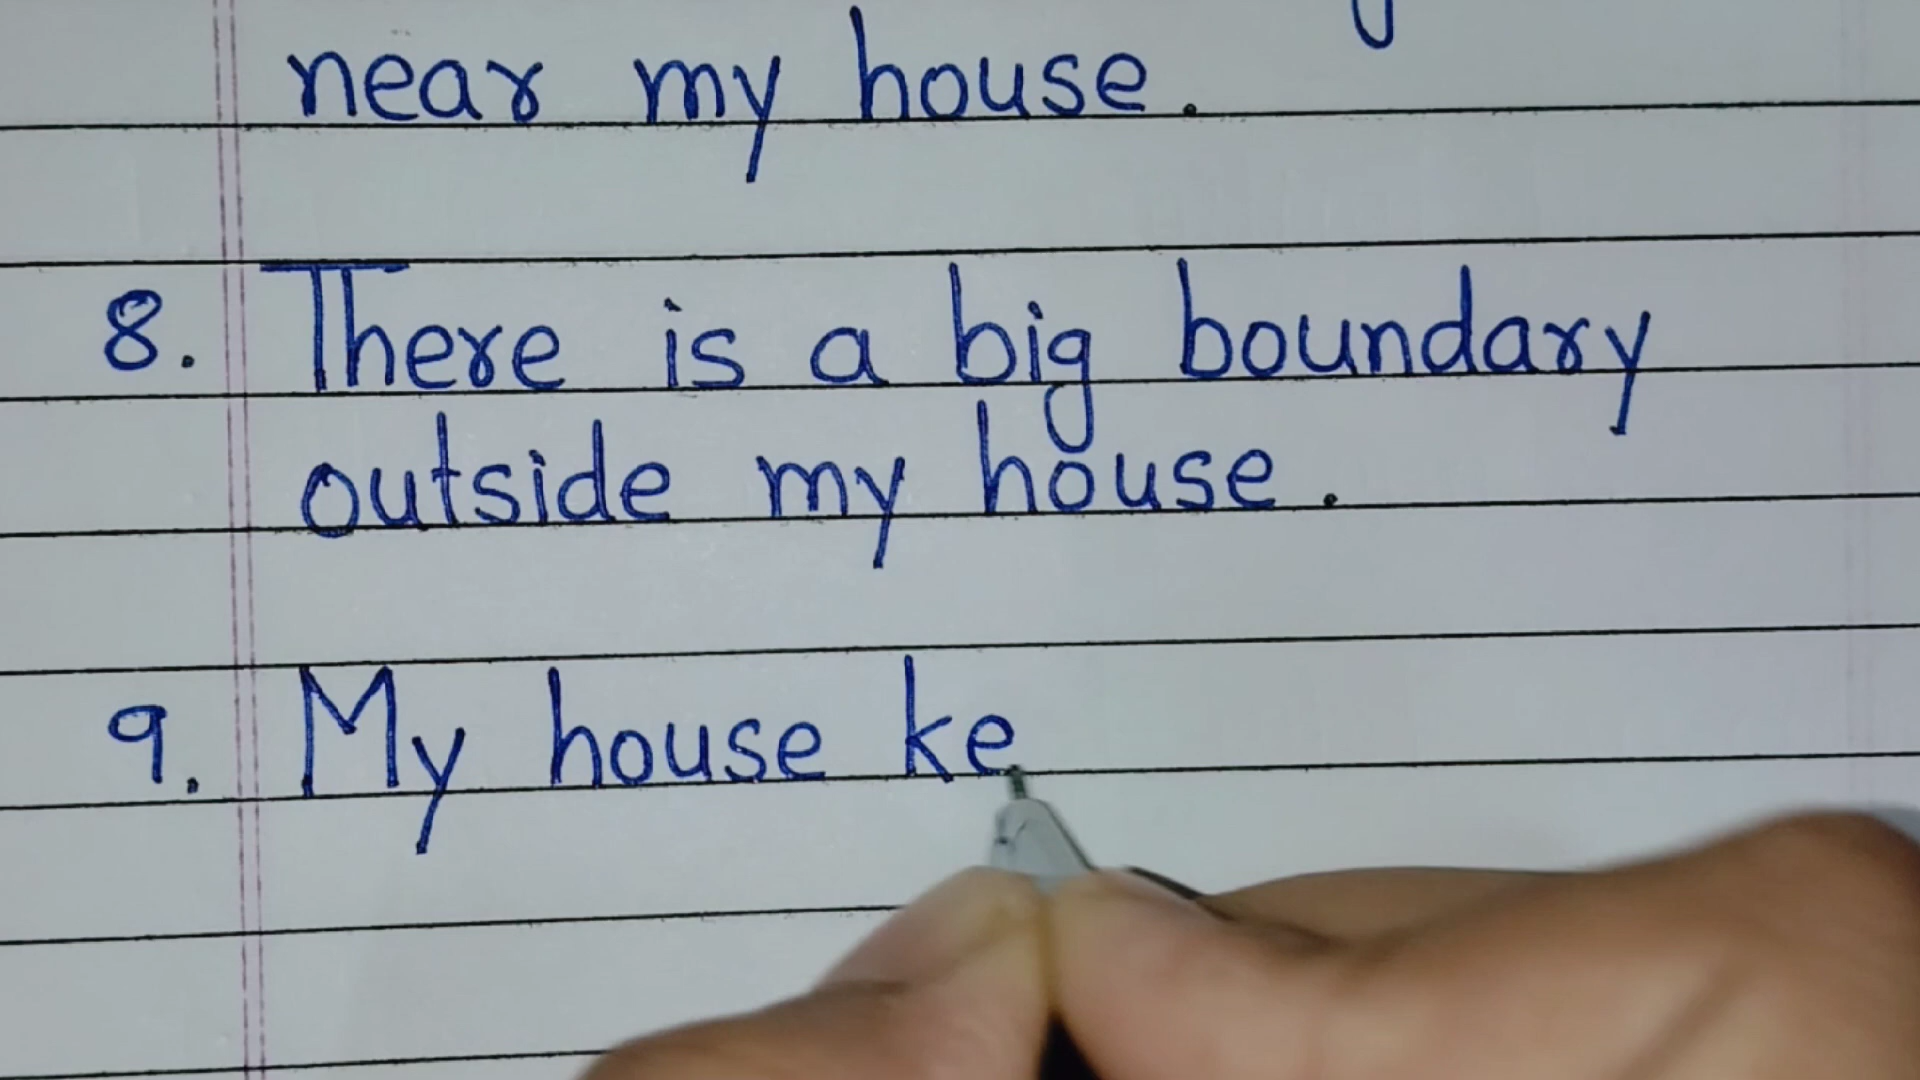 near my house.
8. There is a big boundary
outside my house.
9. My house ke